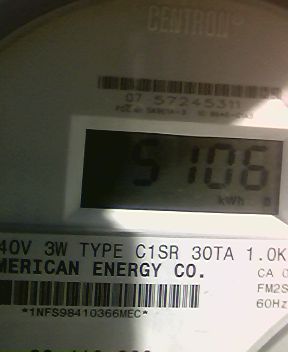 CENTRON®
07 57245311
5106
kWh
40V 3W TYPE C1SR 30TA 1.0K
MERICAN ENERGY CO.
CA 0
FM2S
60Hz
*1NFS98410366MEC*